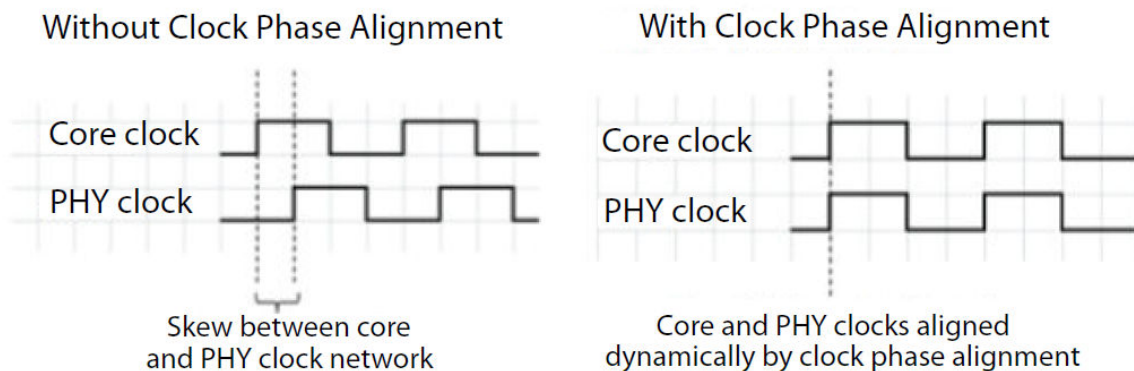 Without Clock Phase Alignment
Core clock
PHY clock
Skew between core
and PHY clock network
With Clock Phase Alignment
Core clock
PHY clock
Core and PHY clocks aligned
dynamically by clock phase alignment